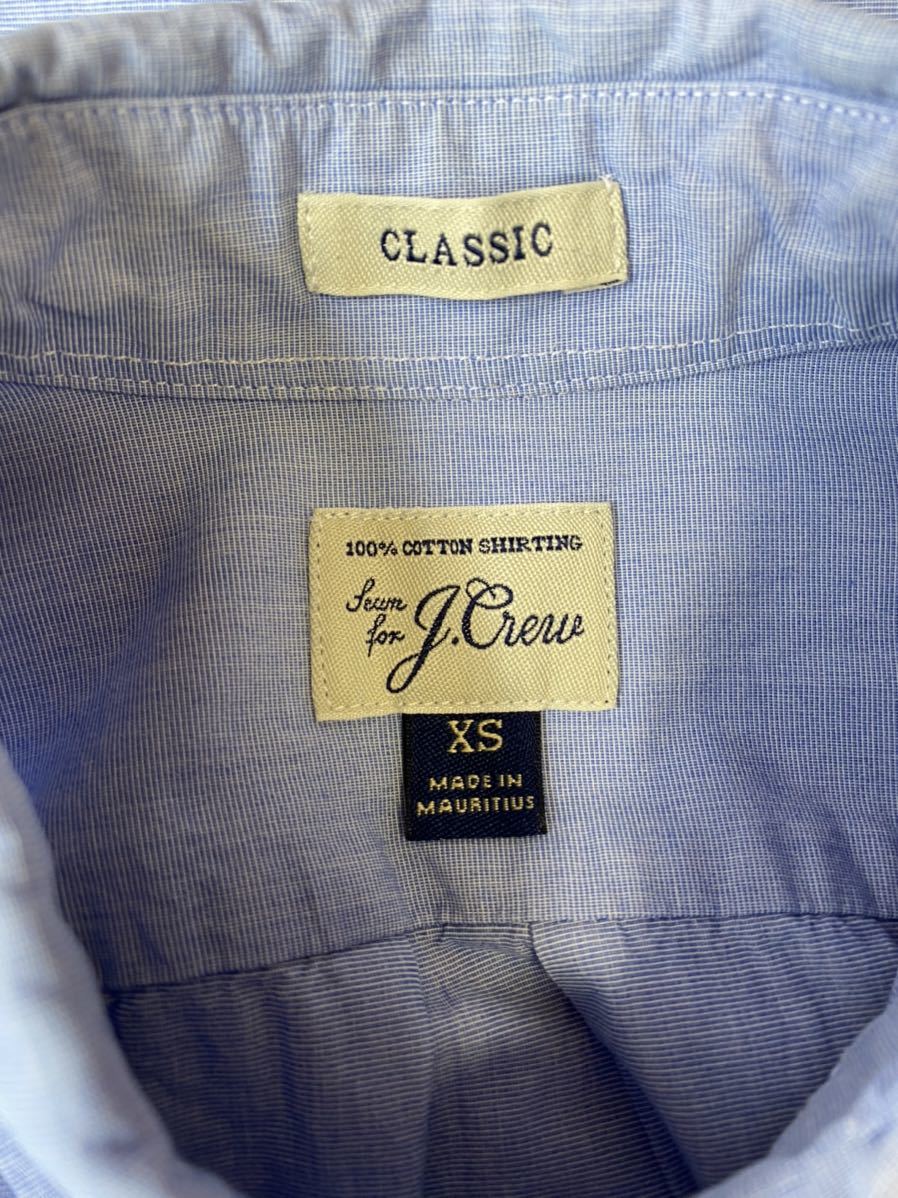 CLASSIC
100% COTTON SHIRTING
Sewn
for J.Crew
XS
MADE IN
MAURITIUS